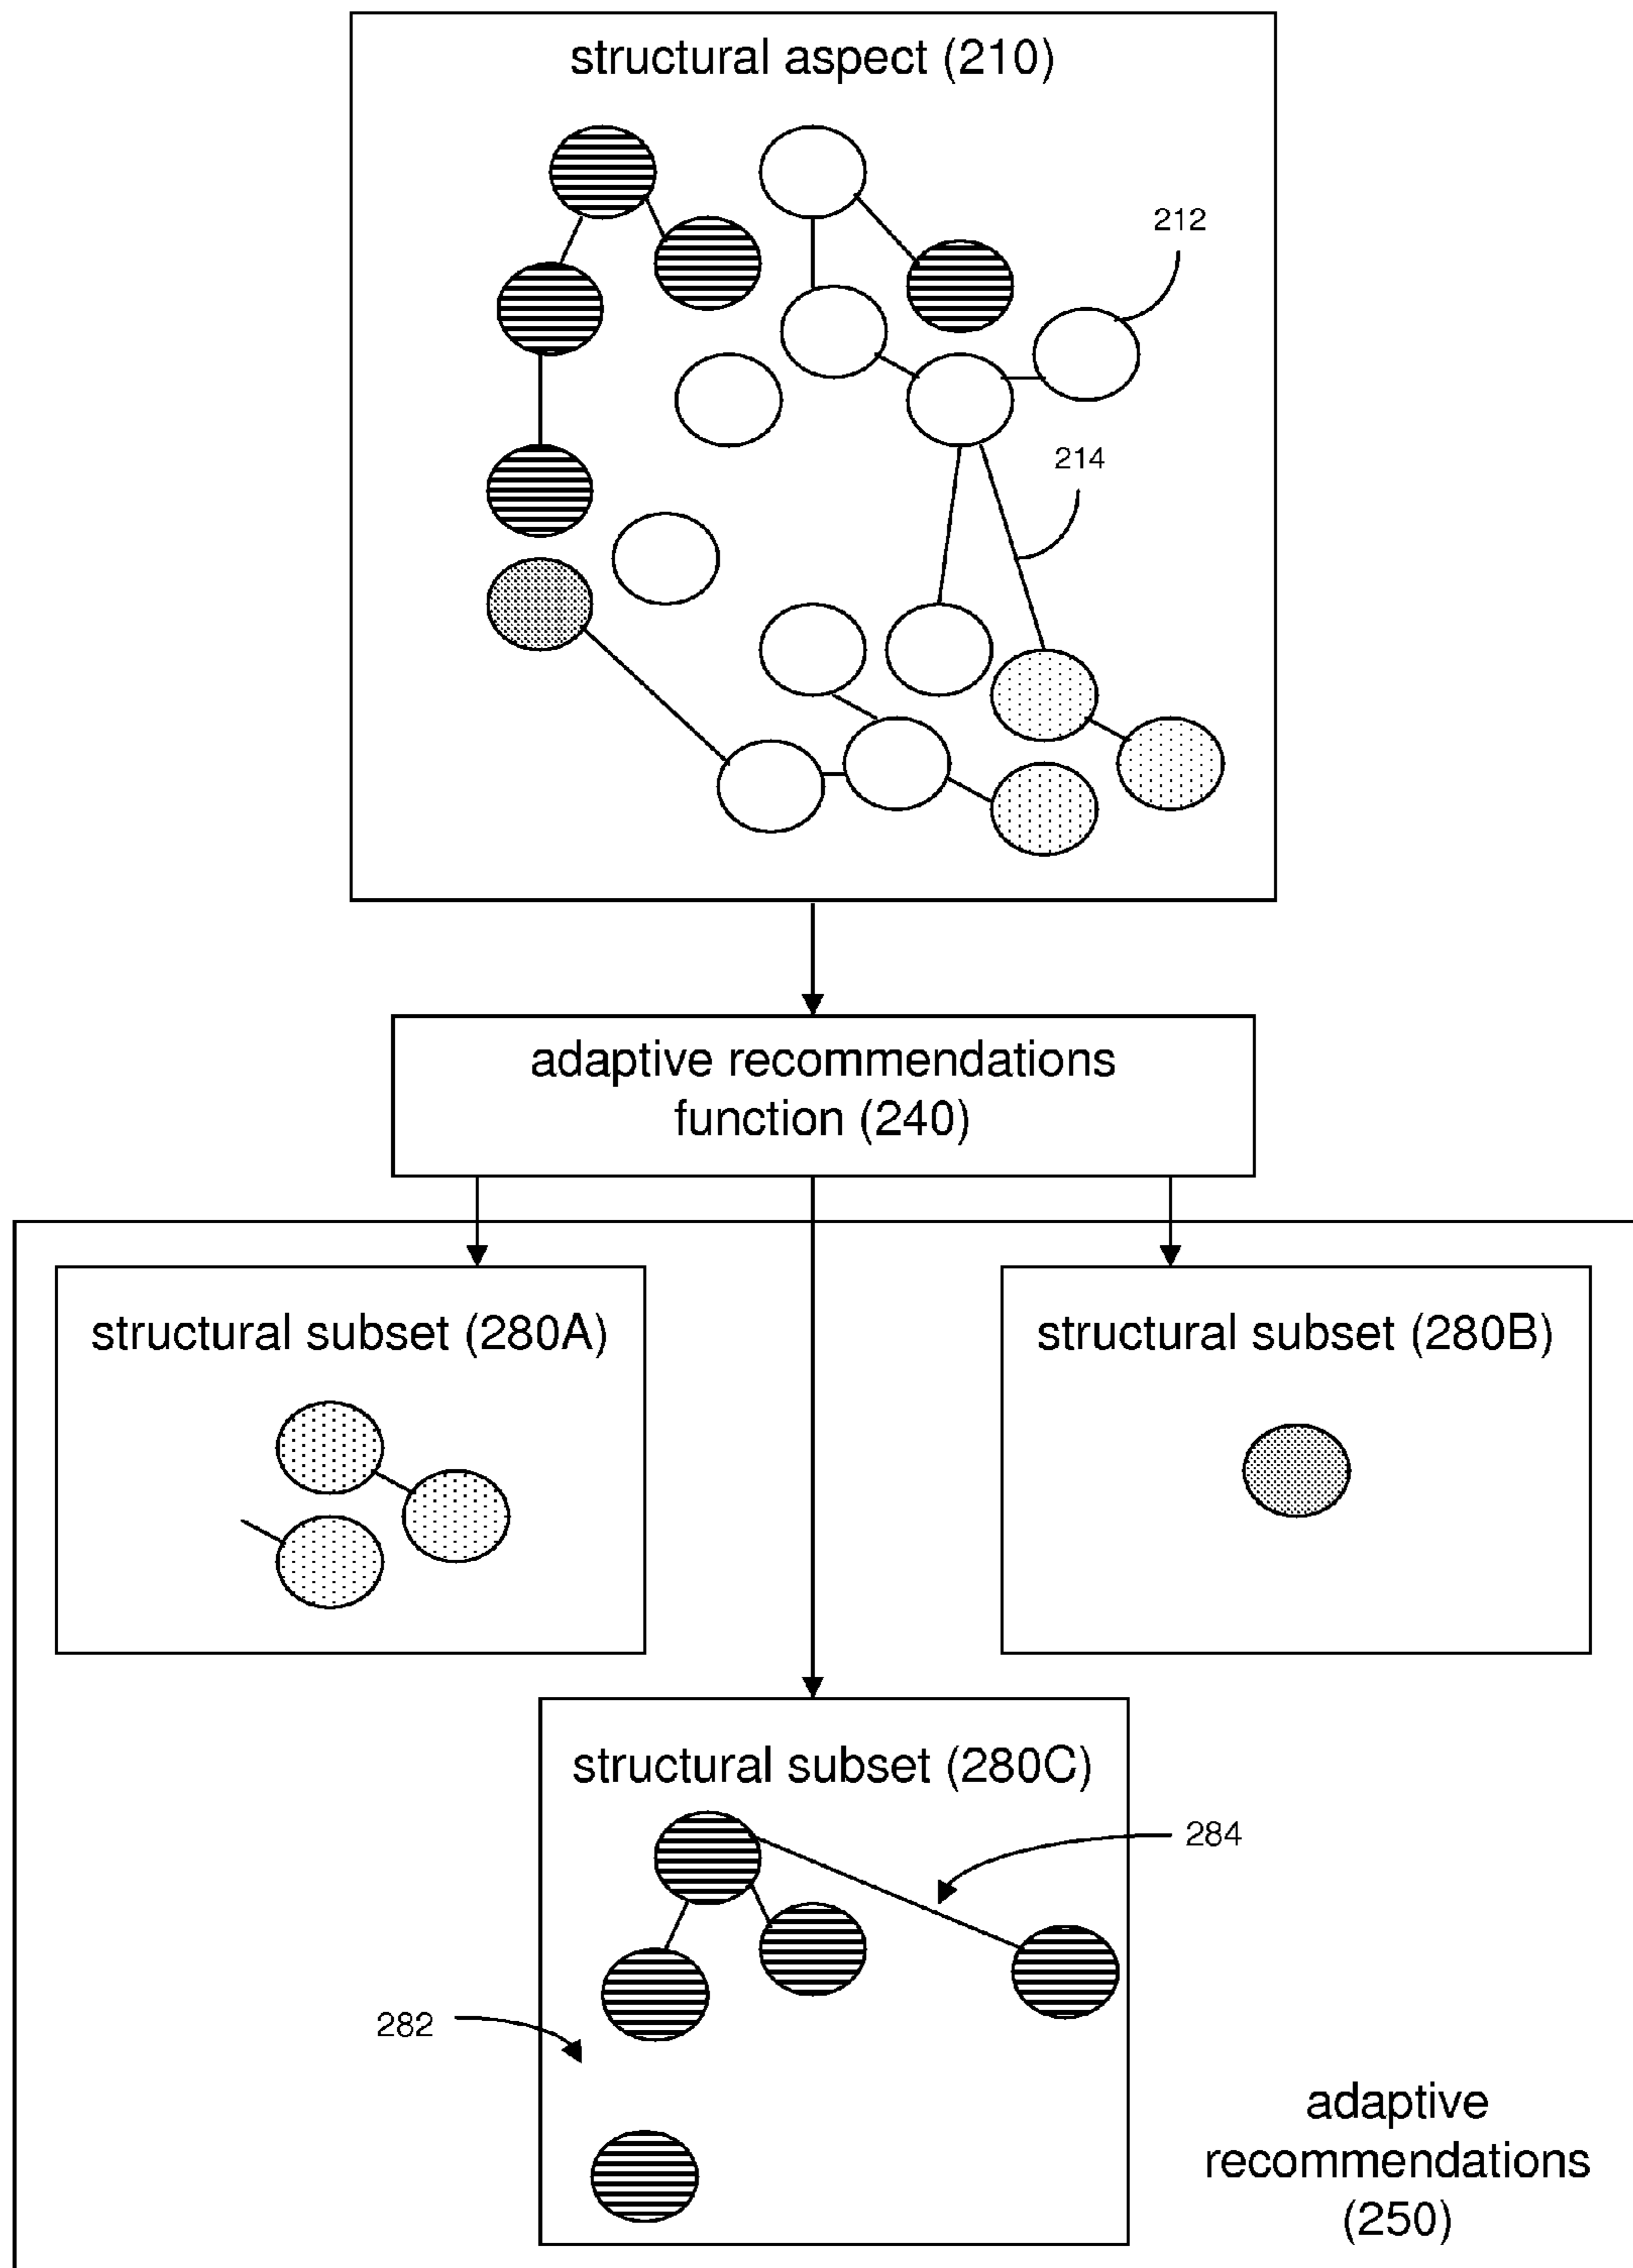 structural aspect (210)
212
214
adaptive recommendations
function (240)
structural subset (280A)
structural subset (280B)
structural subset (280C)
284
282
adaptive
recommendations
(250)